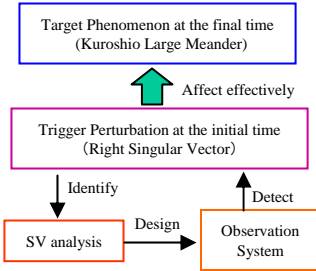 Target Phenomenon at the final time
(Kuroshio Large Meander)
Affect effectively
Trigger Perturbation at the initial time
（Right Singular Vector）
Identify
Detect
Design
SV analysis
Observation
System